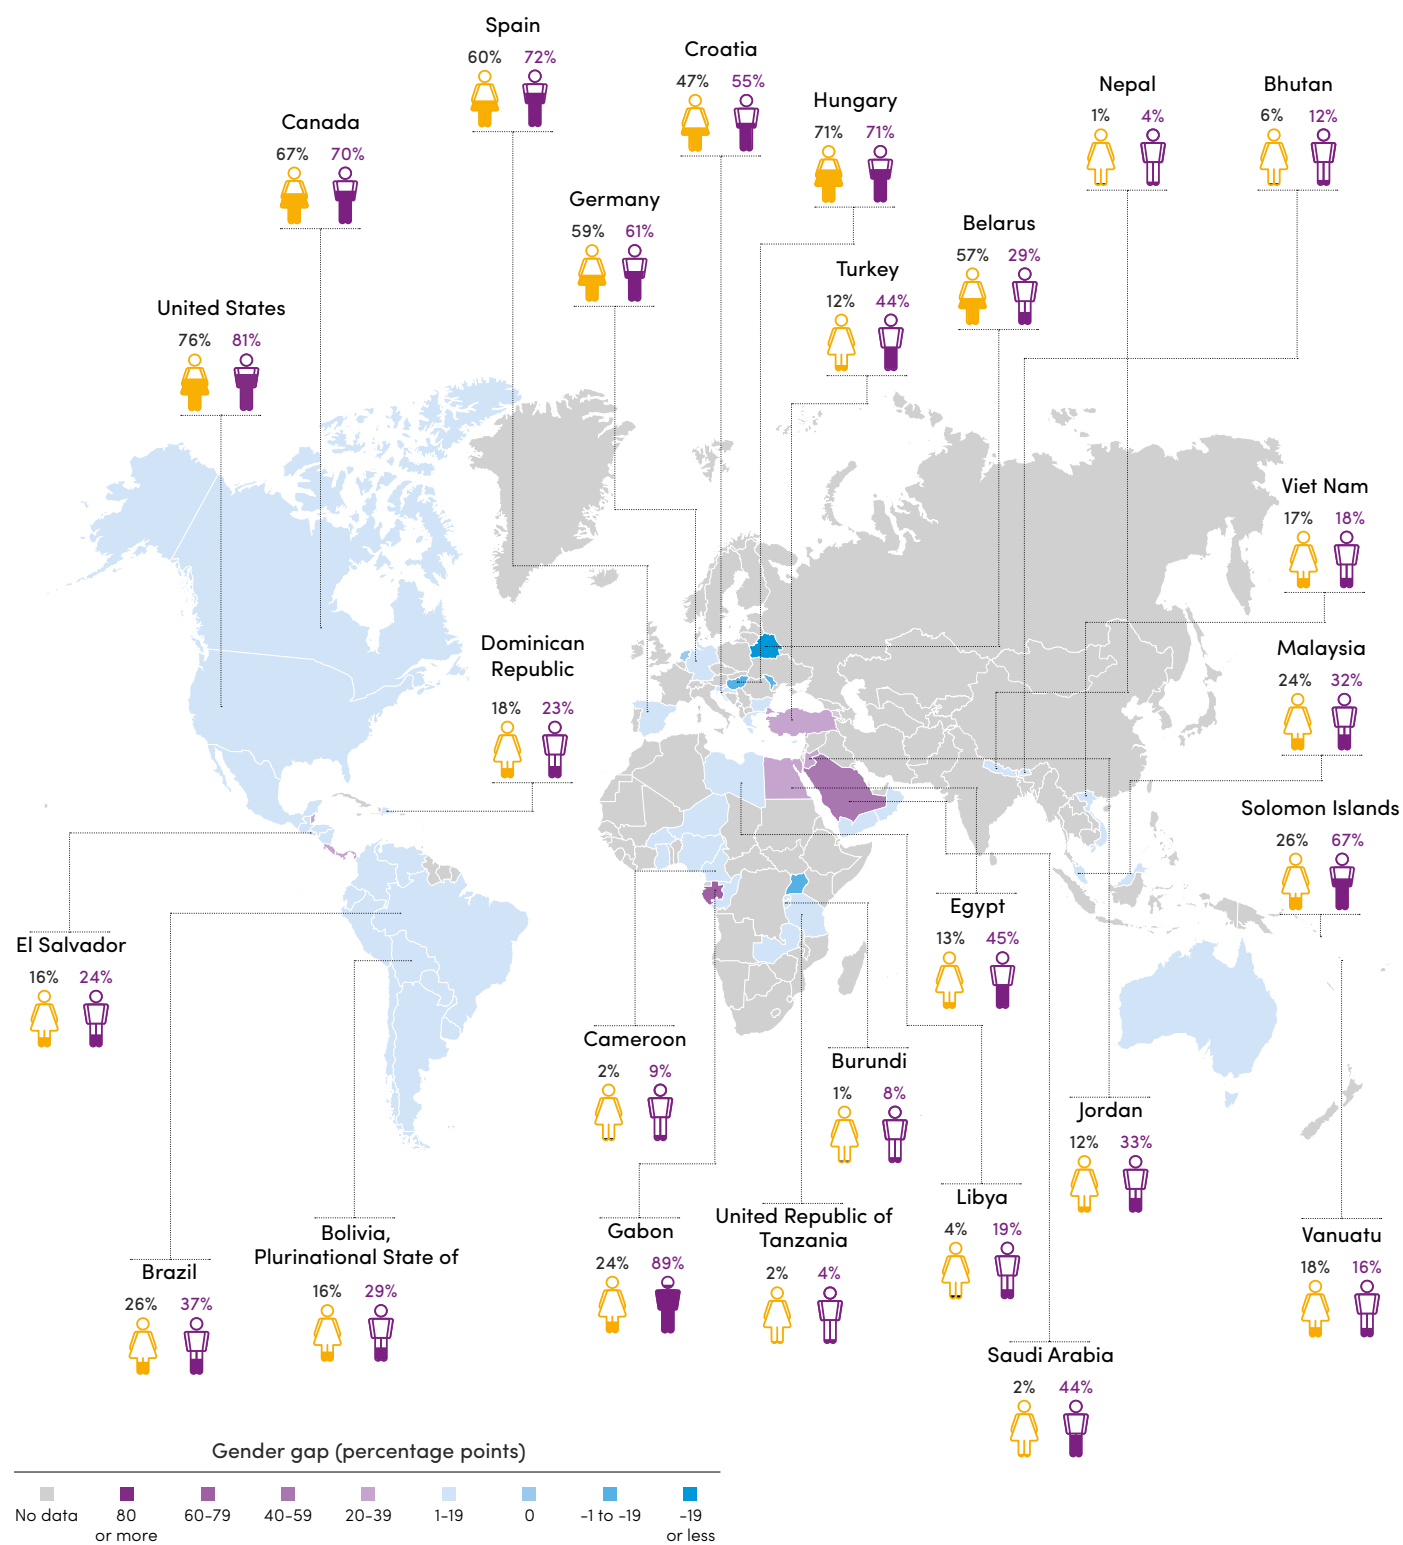 Spain
60% 72%
Croatia
47% 55%
Hungary
71% 71%
Nepal
1% 4%
Bhutan
6% 12%
Canada
67% 70%
Germany
59% 61%
Belarus
57% 29%
Turkey
12% 44%
United States
76% 81%
Viet Nam
17% 18%
Dominican
Republic
18% 23%
Malaysia
24% 32%
Solomon Islands
26% 67%
Egypt
13% 45%
El Salvador
16% 24%
Cameroon
2% 9%
Burundi
1% 8%
Jordan
12% 33%
Libya
4% 19%
United Republic of
Tanzania
2% 4%
Gabon
24% 89%
Bolivia,
Plurinational State of
16% 29%
Vanuatu
18% 16%
Brazil
26% 37%
Saudi Arabia
2% 44%
Gender gap (percentage points)
No data
80
or more
60-79
40-59
20-39
1-19
0
-1 to -19
-19
or less